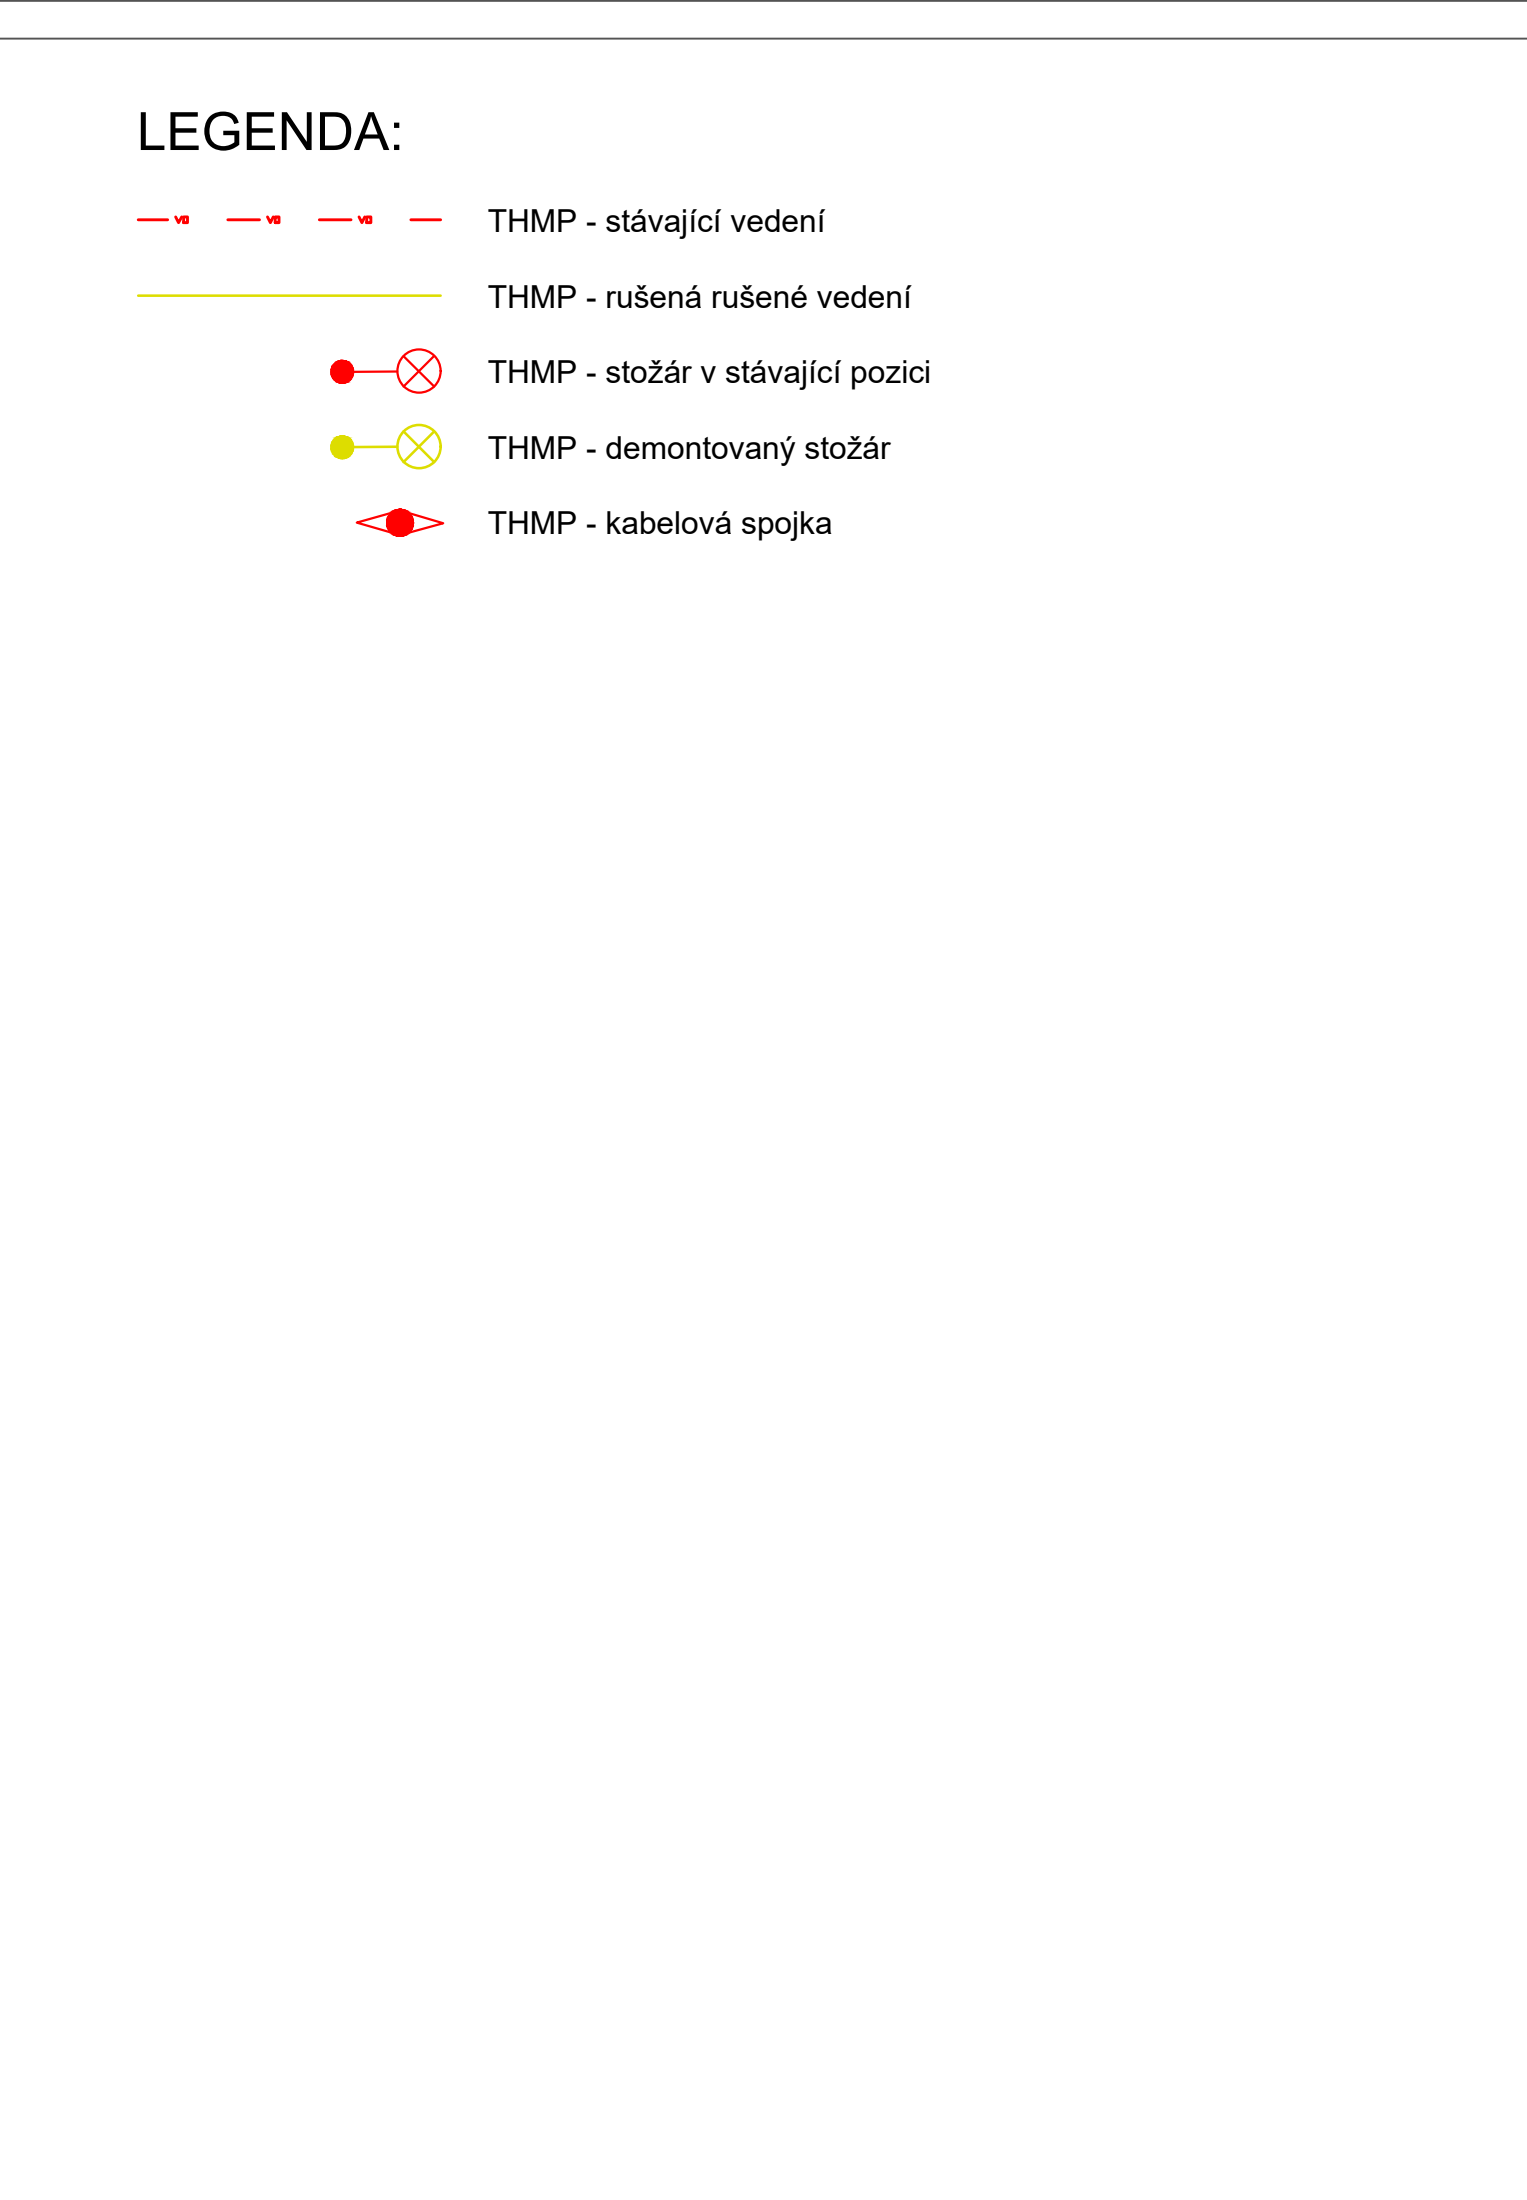 LEGENDA:
VO VO VO THMP - stávající vedení
THMP - rušená rušené vedení
THMP - stožár v stávající pozici
THMP - demontovaný stožár
THMP - kabelová spojka